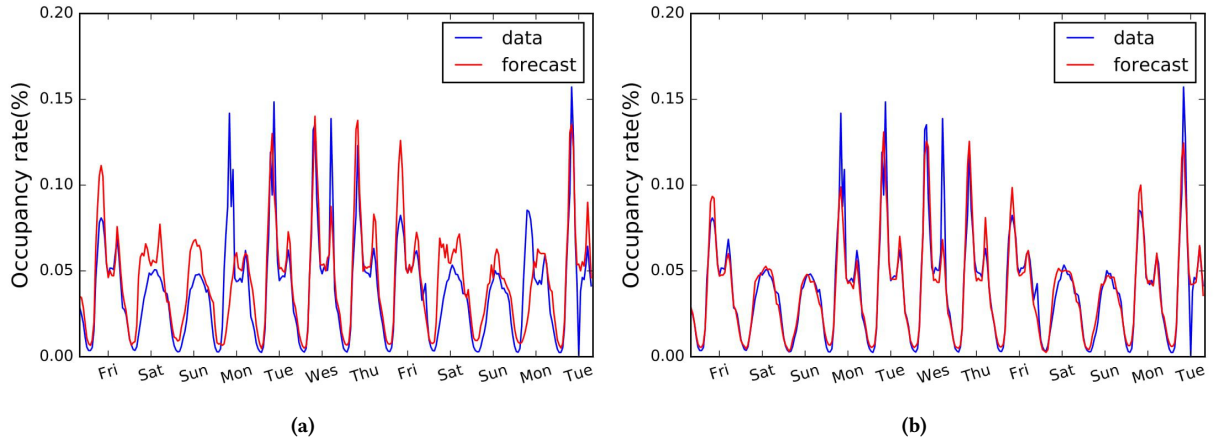 0.20
0.15
0.10
0.05
0.00
Occupancy rate(%)
data
forecast
Fri Sat Sun Mon Tue Wes Thu Fri Sat Sun Mon Tue
(a)
0.20
0.15
0.10
0.05
0.00
Occupancy rate(%)
data
forecast
Fri Sat Sun Mon Tue Wes Thu Fri Sat Sun Mon Tue
(b)